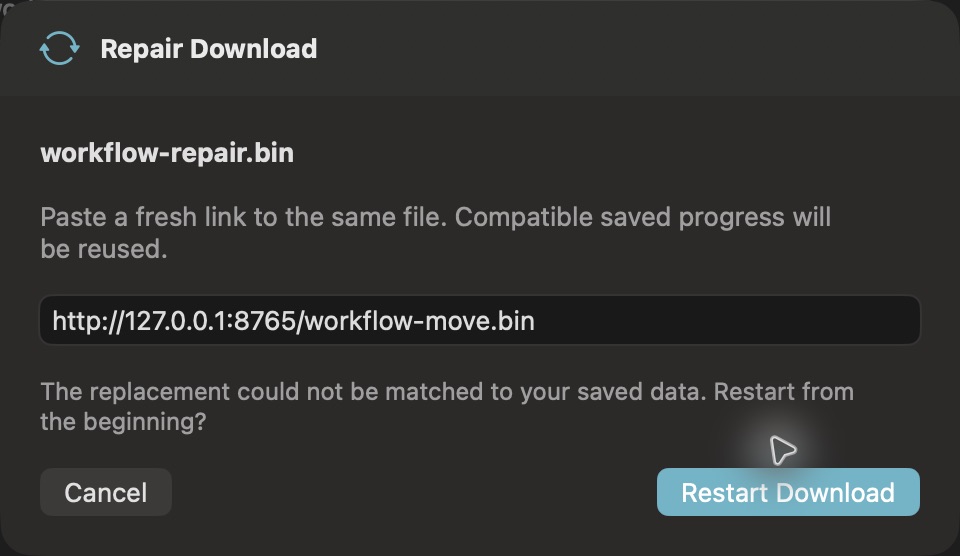 Repair Download
workflow-repair.bin
Paste a fresh link to the same file. Compatible saved progress will
be reused.
http://127.0.0.1:8765/workflow-move.bin
The replacement could not be matched to your saved data. Restart from
the beginning?
Cancel
Restart Download